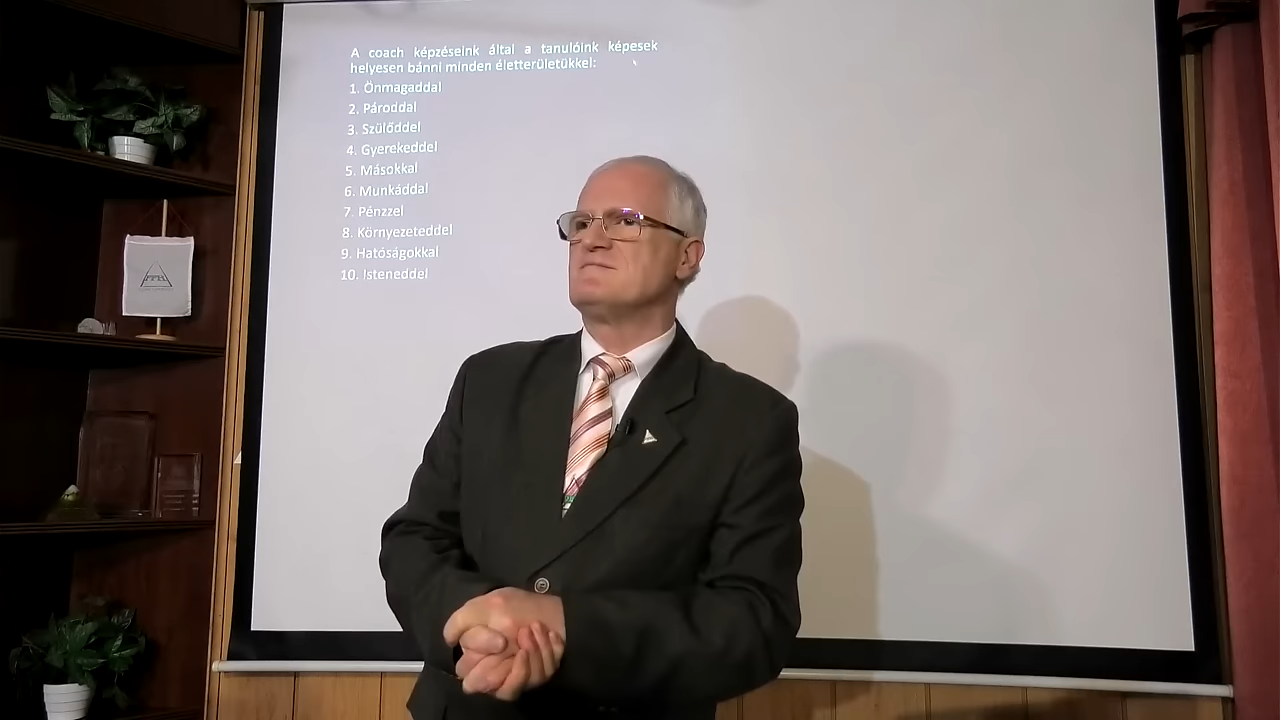 A coach képzéseink által a tanulóink képesek
helyesen bánni minden életterületükkel:
1. Önmagaddal
2. Pároddal
3. Szülőddel
4. Gyerekeddel
5. Másokkal
6. Munkáddal
7. Pénzzel
8. Környezeteddel
9. Hatóságokkal
10. Isteneddel